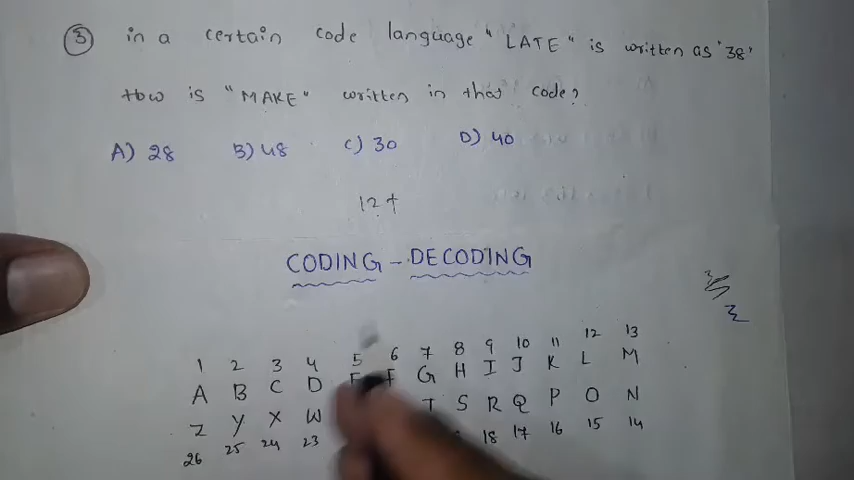 ③ in a certain code language "LATE" is written as '38'
How is "MAKE" written in that code?
A) 28 B) 48 C) 30 D) 40
12+
CODING - DECODING
1 2 3 4 5 6 7 8 9 10 11 12 13
A B C D E F G H I J K L M
Z Y X W T S R Q P O N
26 25 24 23 18 17 16 15 14